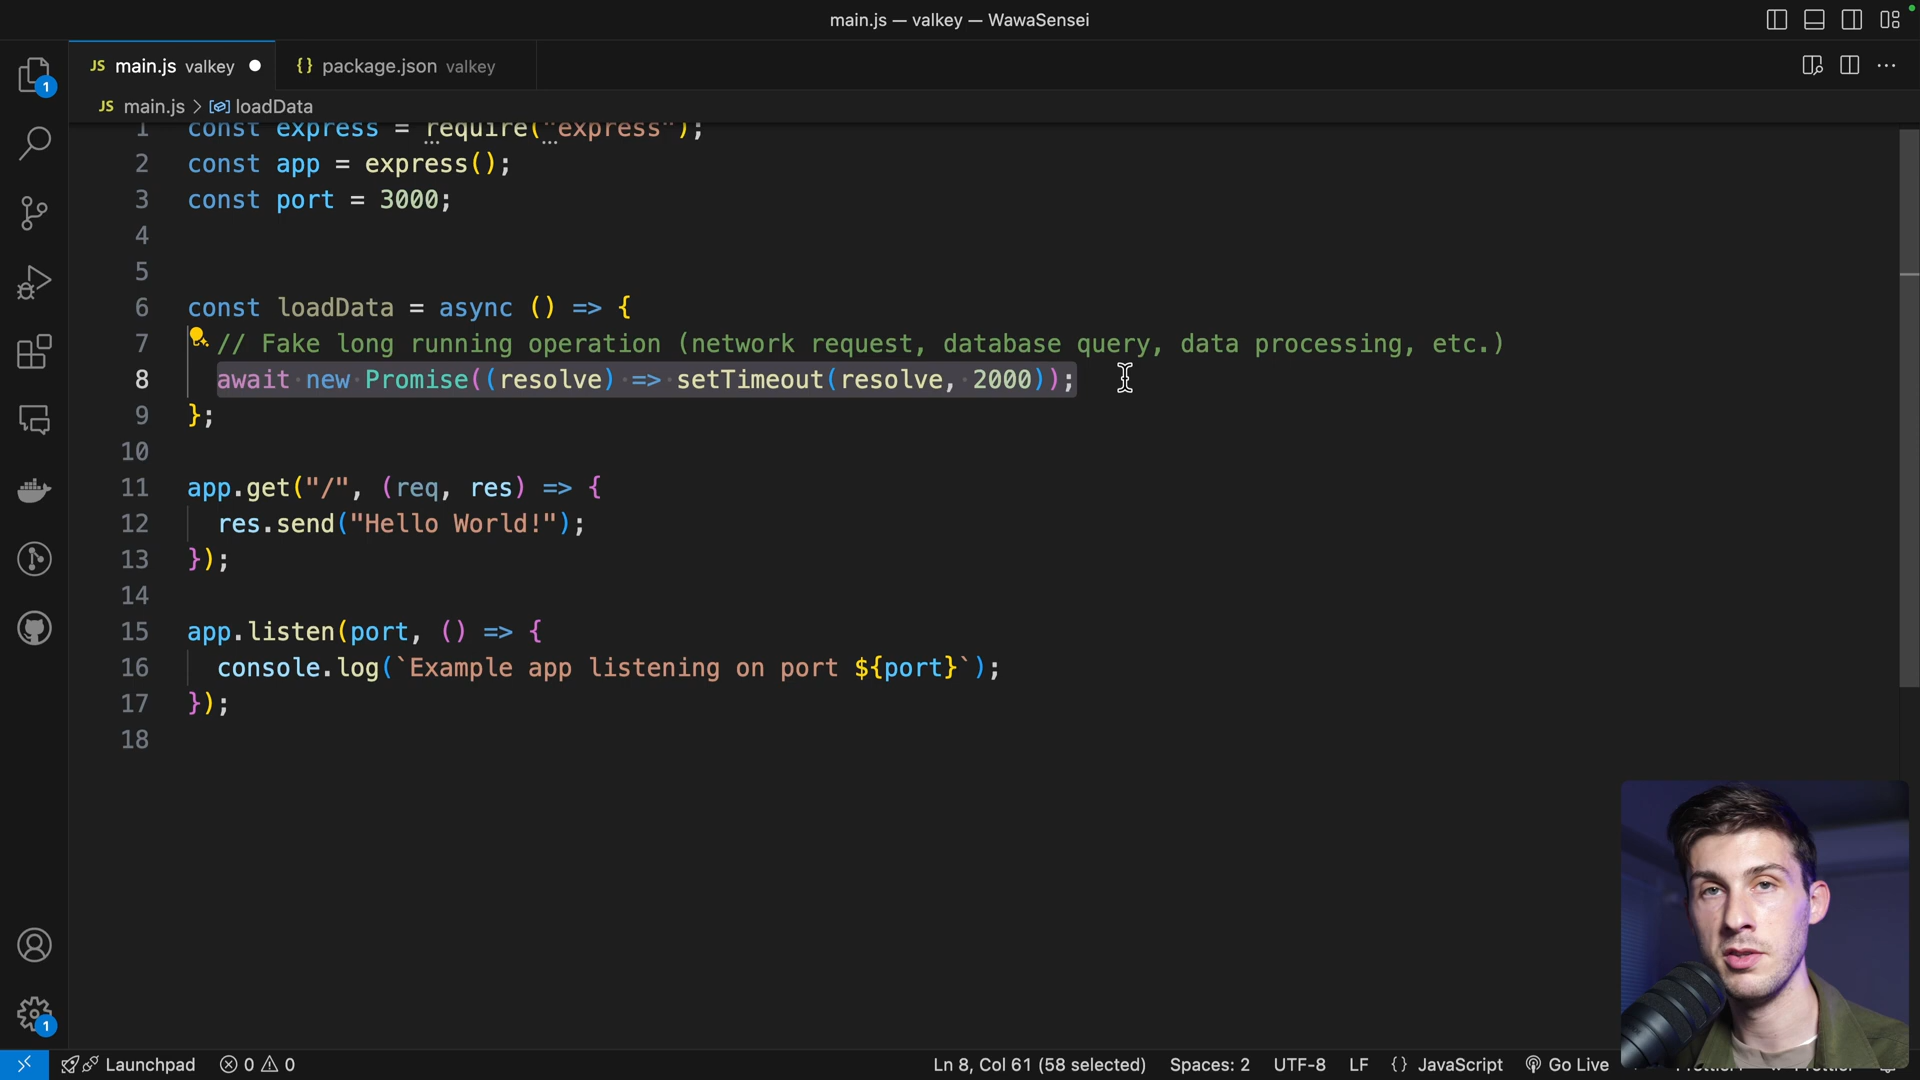 main.js — valkey — WawaSensei
JS main.js valkey
{} package.json valkey
JS main.js > loadData
1 const express = require("express");
2 const app = express();
3 const port = 3000;
4
5
6 const loadData = async () => {
7 // Fake long running operation (network request, database query, data processing, etc.)
8 await new Promise((resolve) => setTimeout(resolve, 2000));
9 };
10
11 app.get("/", (req, res) => {
12 res.send("Hello World!");
13 });
14
15 app.listen(port, () => {
16 console.log(`Example app listening on port ${port}`);
17 });
18
1
1
Launchpad 0 0 Ln 8, Col 61 (58 selected) Spaces: 2 UTF-8 LF {} JavaScript Go Live